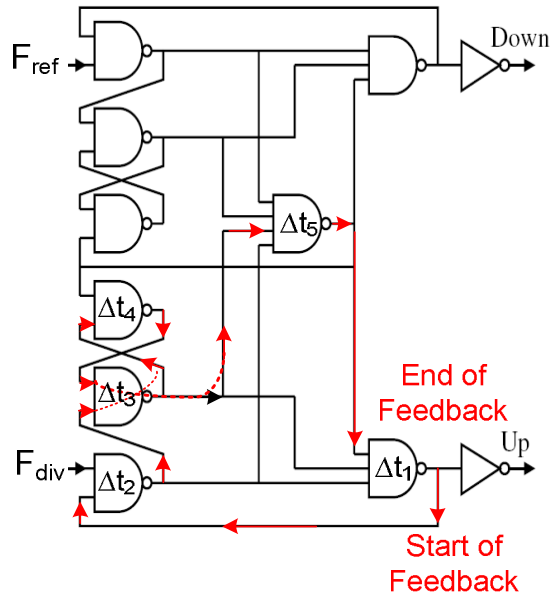 Down
F_ref
Δt5
Δt4
Δt3
End of
Feedback
Up
F_div
Δt2
Δt1
Start of
Feedback